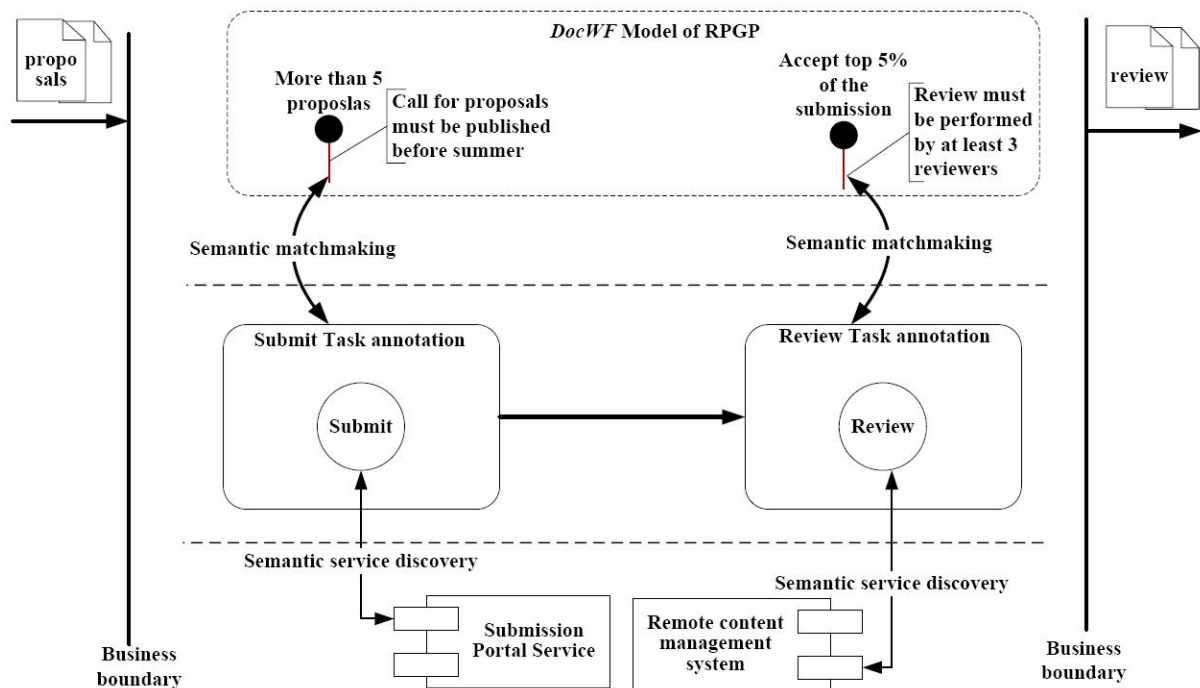 propo
sals
DocWF Model of RPGP
More than 5
proposlas
Call for proposals
must be published
before summer
Accept top 5%
of the
submission
Review must
be performed
by at least 3
reviewers
review
Semantic matchmaking
Semantic matchmaking
Submit Task annotation
Submit
Review Task annotation
Review
Semantic service discovery
Semantic service discovery
Submission
Portal Service
Remote content
management
system
Business
boundary
Business
boundary